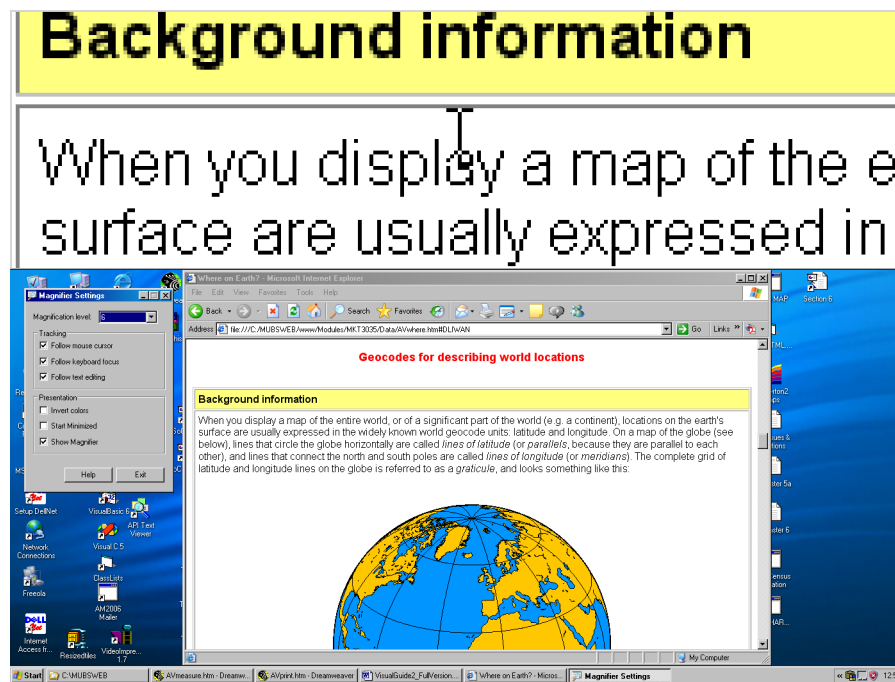 Background information
When you display a map of the e
surface are usually expressed in
Magnifier Settings
Magnification level: 6
Tracking
Follow mouse cursor
Follow keyboard focus
Follow text editing
Presentation
Invert colors
Start Minimized
Show Magnifier
Help Exit
Where on Earth? - Microsoft Internet Explorer
File Edit View Favorites Tools Help
Back Search Favorites
Address file:///C:/MUBSWEB/www/Modules/MKT3035/Data/AVwhere.htm#DLIWAN Go Links
Geocodes for describing world locations
Background information
When you display a map of the entire world, or of a significant part of the world (e.g. a continent), locations on the earth's
surface are usually expressed in the widely known world geocode units: latitude and longitude. On a map of the globe (see
below), lines that circle the globe horizontally are called lines of latitude (or parallels, because they are parallel to each
other), and lines that connect the north and south poles are called lines of longitude (or meridians). The complete grid of
latitude and longitude lines on the globe is referred to as a graticule, and looks something like this:
My Computer
MAP
Section 6
Setup DellNet
VisualBasic 6
API Text
Viewer
Network
Connections
Visual C 5
Freeola
ClassLists
AM2006
Mailer
DELL
Internet
Access fr...
Resizedtiles
VideoImpre...
1.7
Start C:\MUBSWEB AVmeasure.htm - Dreamw... AVprint.htm - Dreamweaver VisualGuide2_FullVersion... Where on Earth? - Micros... Magnifier Settings